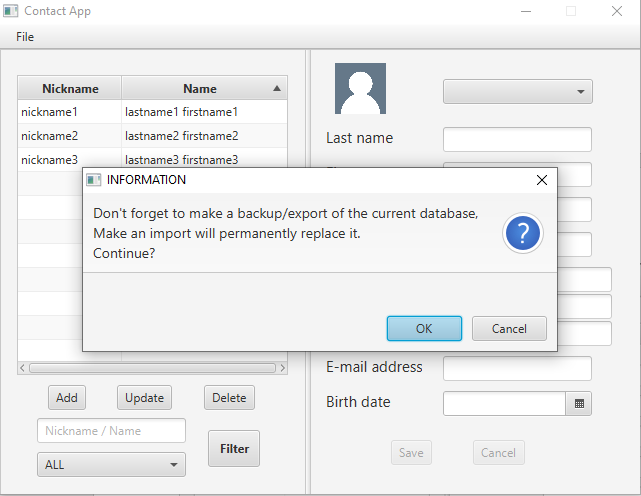 Contact App
File
Nickname Name
nickname1 lastname1 firstname1
nickname2 lastname2 firstname2
nickname3 lastname3 firstname3
Last name
INFORMATION
Don't forget to make a backup/export of the current database,
Make an import will permanently replace it.
Continue?
?
OK Cancel
E-mail address
Birth date
Add Update Delete
Nickname / Name
ALL
Filter
Save Cancel